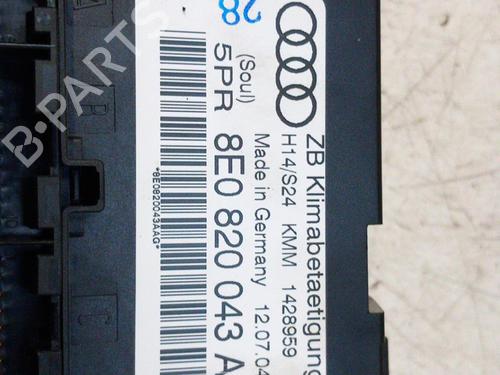 ZB Klimabetaetigung
H14/S24 KMM 1428959
Made in Germany 12.07.04
(Soul)
5PR 8E0 820 043 A
*8E0820043AAG*
28
A
B
C
B-PARTS